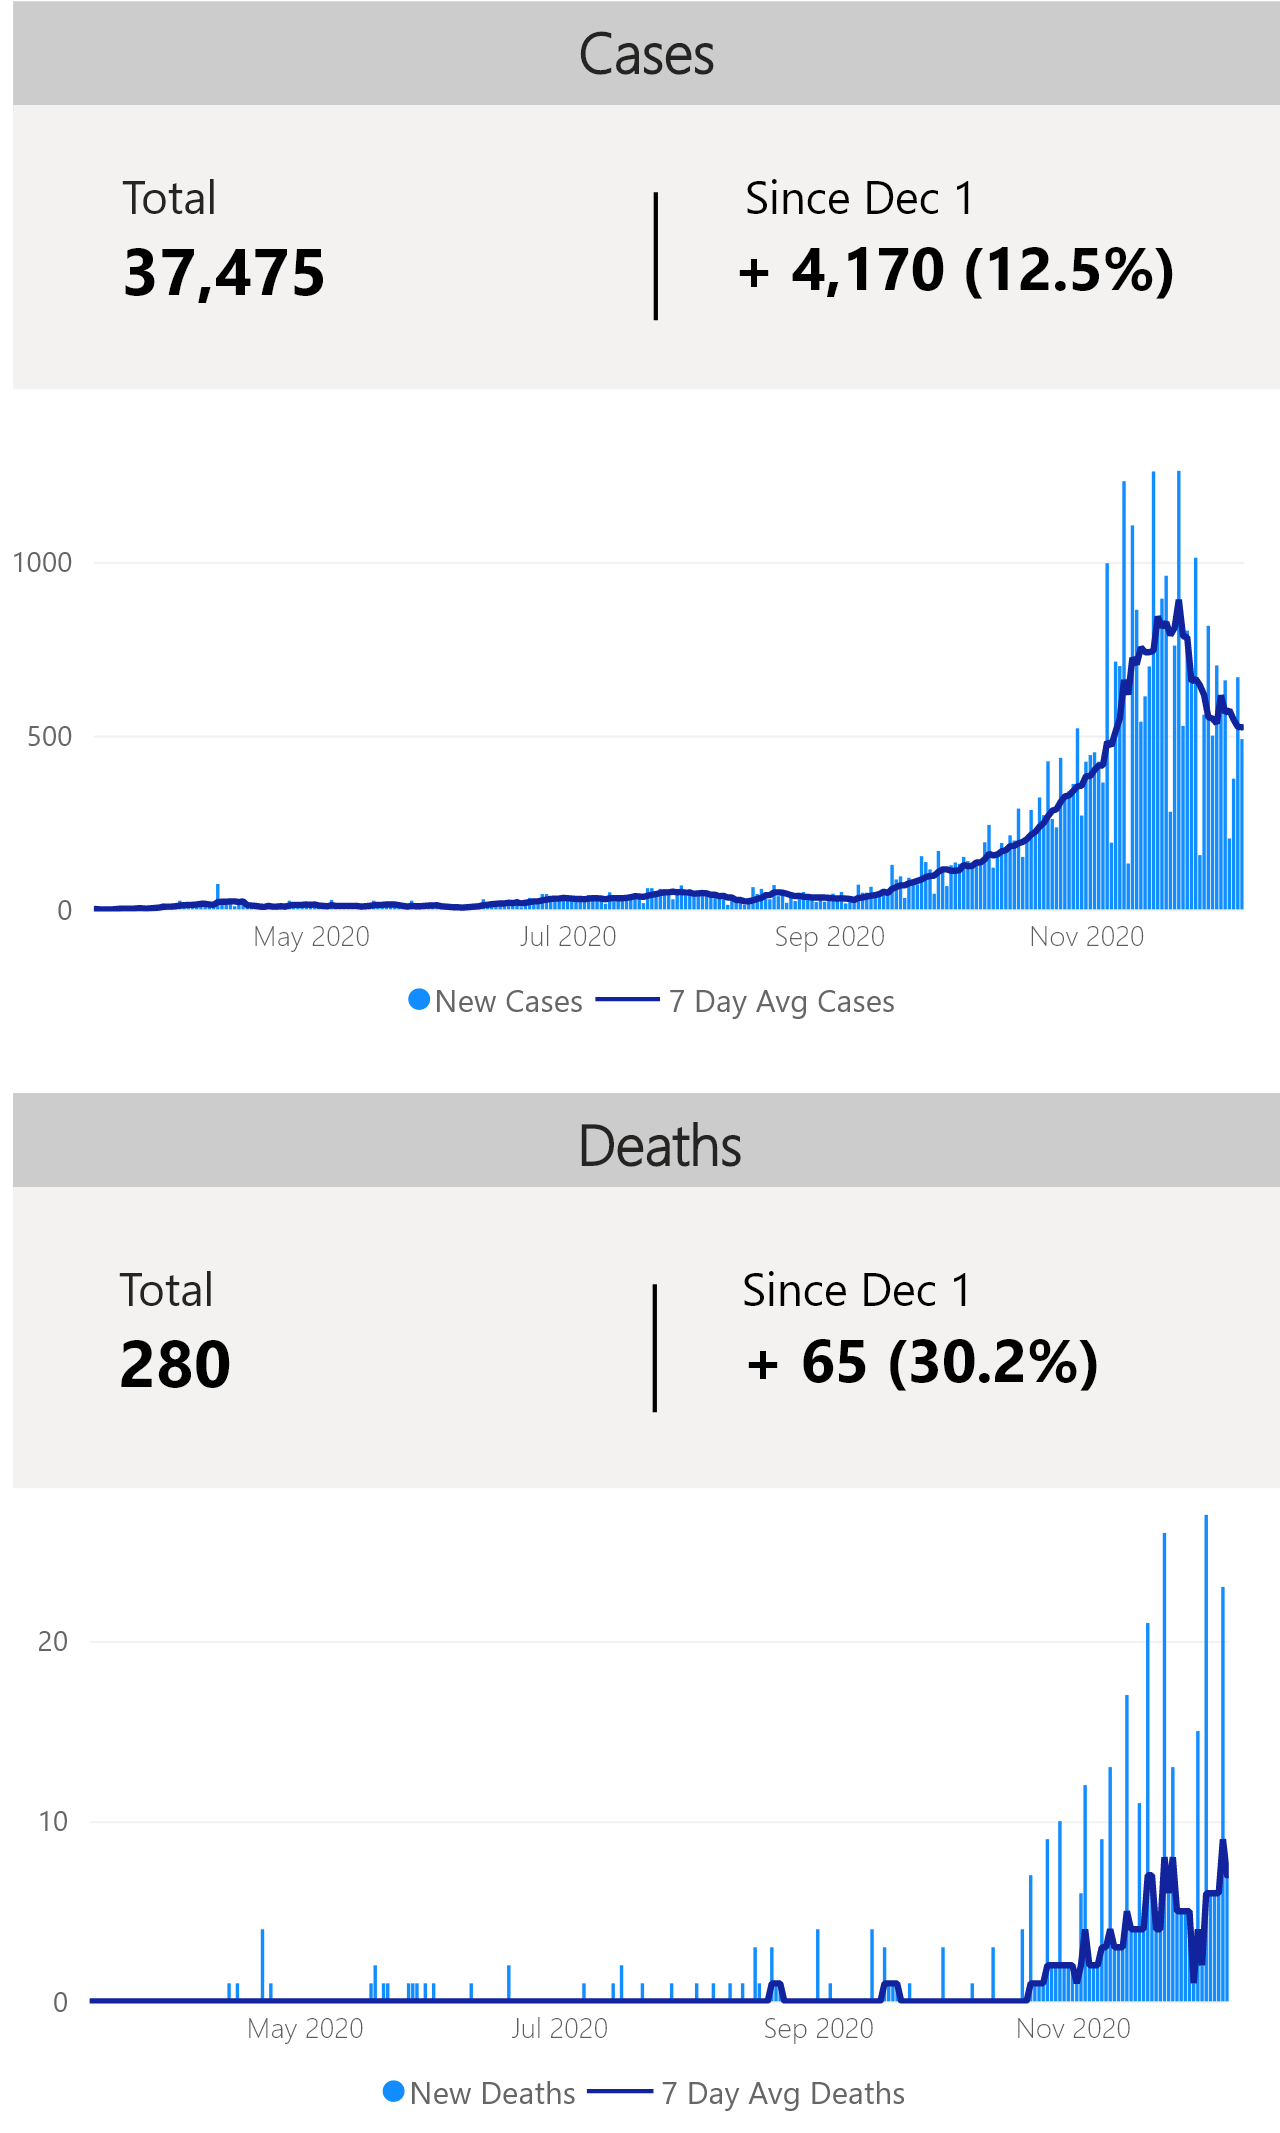 Cases
Total
Since Dec 1
37,475
+ 4,170 (12.5%)
1000
500
0
May 2020
Jul 2020
Sep 2020
Nov 2020
New Cases
7 Day Avg Cases
Deaths
Total
Since Dec 1
280
+ 65 (30.2%)
20
10
0
May 2020
Jul 2020
Sep 2020
Nov 2020
New Deaths
7 Day Avg Deaths